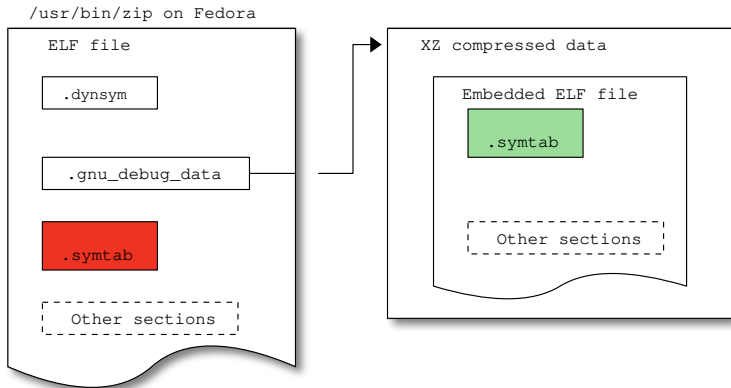 /usr/bin/zip on Fedora
ELF file
.dynsym
.gnu_debug_data
.symtab
Other sections
XZ compressed data
Embedded ELF file
.symtab
Other sections